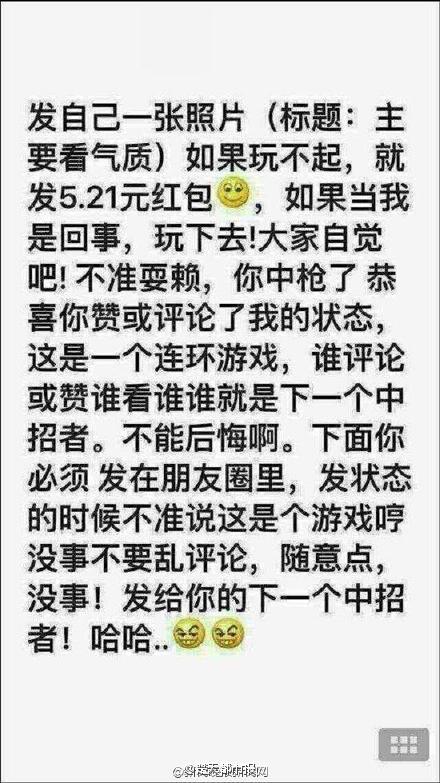 发自己一张照片（标题：主
要看气质）如果玩不起，就
发5.21元红包，如果当我
是回事，玩下去!大家自觉
吧! 不准耍赖，你中枪了 恭
喜你赞或评论了我的状态，
这是一个连环游戏，谁评论
或赞谁看谁谁就是下一个中
招者。不能后悔啊。下面你
必须 发在朋友圈里，发状态
的时候不准说这是个游戏哼
没事不要乱评论，随意点，
没事！发给你的下一个中招
者！哈哈..